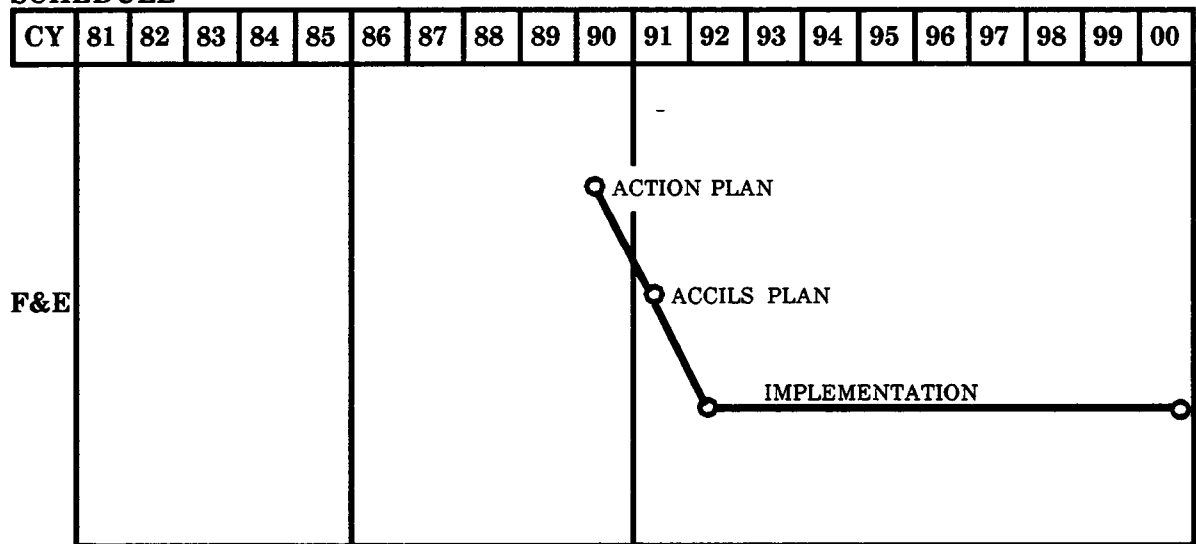 CY 81 82 83 84 85 86 87 88 89 90 91 92 93 94 95 96 97 98 99 00
ACTION PLAN
F&E
ACCILS PLAN
IMPLEMENTATION